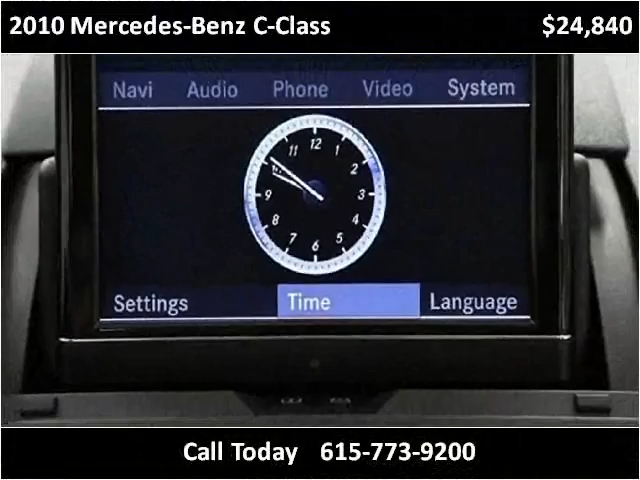 2010 Mercedes-Benz C-Class $24,840
Navi Audio Phone Video System
12
11 1
2
9 3
8 4
7 5
6
Settings Time Language
Call Today 615-773-9200